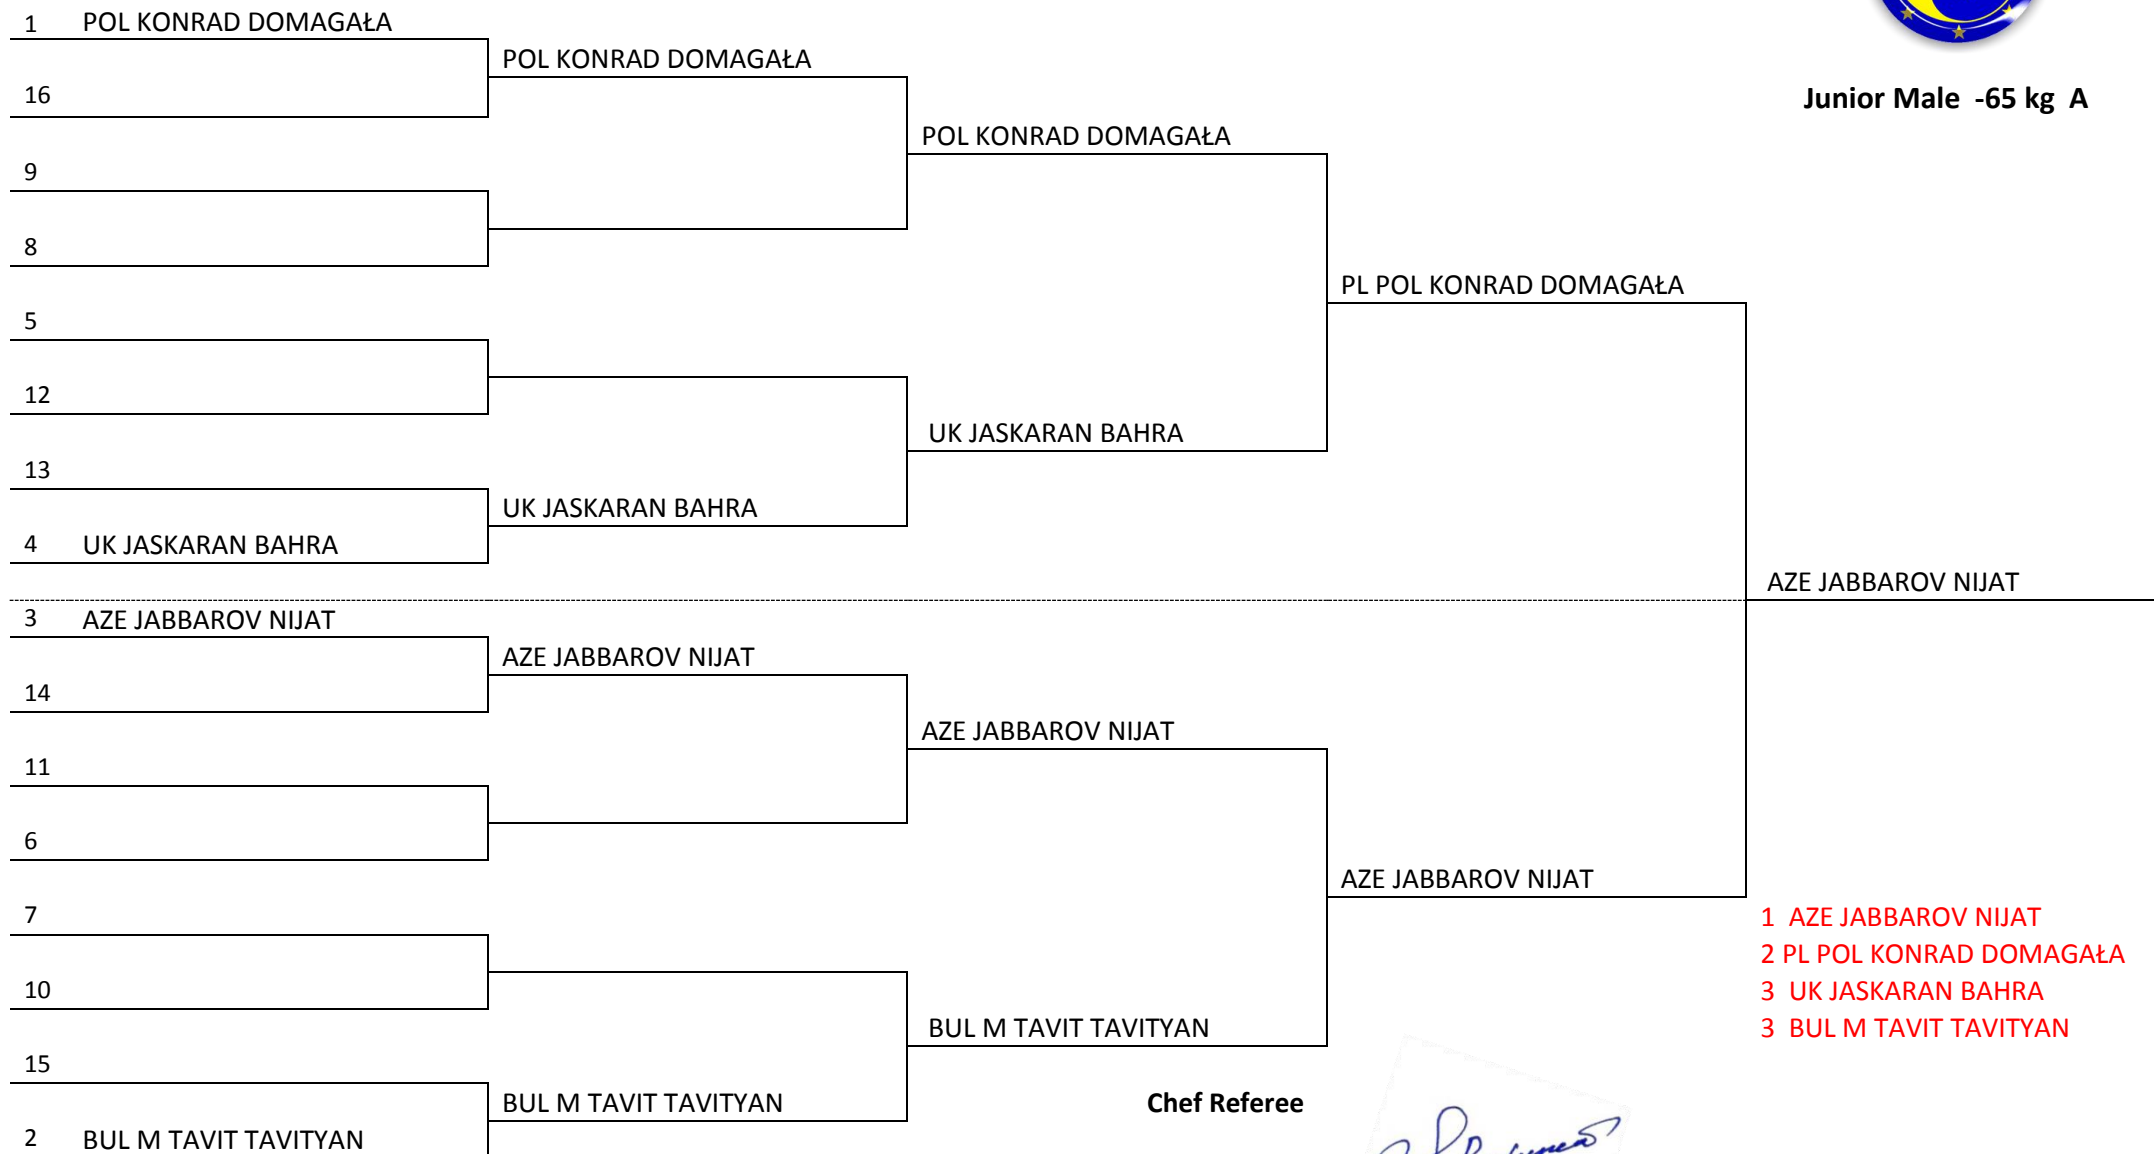 1 POL KONRAD DOMAGAŁA
POL KONRAD DOMAGAŁA
16
Junior Male -65 kg A
POL KONRAD DOMAGAŁA
9
8
PL POL KONRAD DOMAGAŁA
5
12
UK JASKARAN BAHRA
13
UK JASKARAN BAHRA
4 UK JASKARAN BAHRA
AZE JABBAROV NIJAT
3 AZE JABBAROV NIJAT
AZE JABBAROV NIJAT
14
AZE JABBAROV NIJAT
11
6
AZE JABBAROV NIJAT
7
1 AZE JABBAROV NIJAT
2 PL POL KONRAD DOMAGAŁA
10
3 UK JASKARAN BAHRA
BUL M TAVIT TAVITYAN
3 BUL M TAVIT TAVITYAN
15
BUL M TAVIT TAVITYAN
Chef Referee
2 BUL M TAVIT TAVITYAN